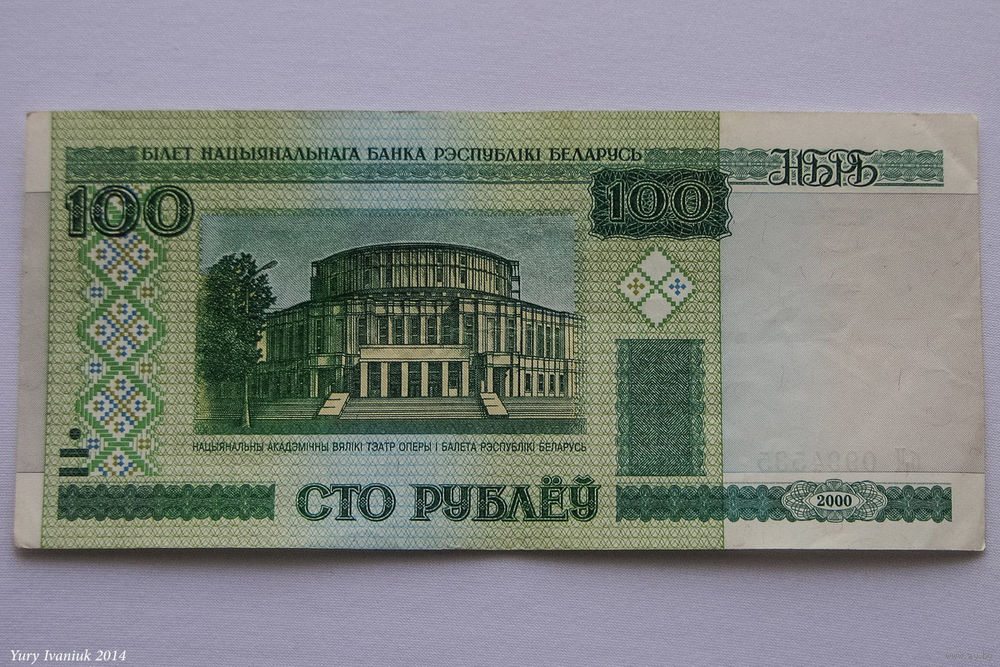 БІЛЕТ НАЦЫЯНАЛЬНАГА БАНКА РЭСПУБЛІКІ БЕЛАРУСЬ
НБРБ
100
100
НАЦЫЯНАЛЬНЫ АКАДЭМІЧНЫ ВЯЛІКІ ТЭАТР ОПЕРЫ І БАЛЕТА РЭСПУБЛІКІ БЕЛАРУСЬ
СТО РУБЛЁЎ
2000
Yury Ivaniuk 2014